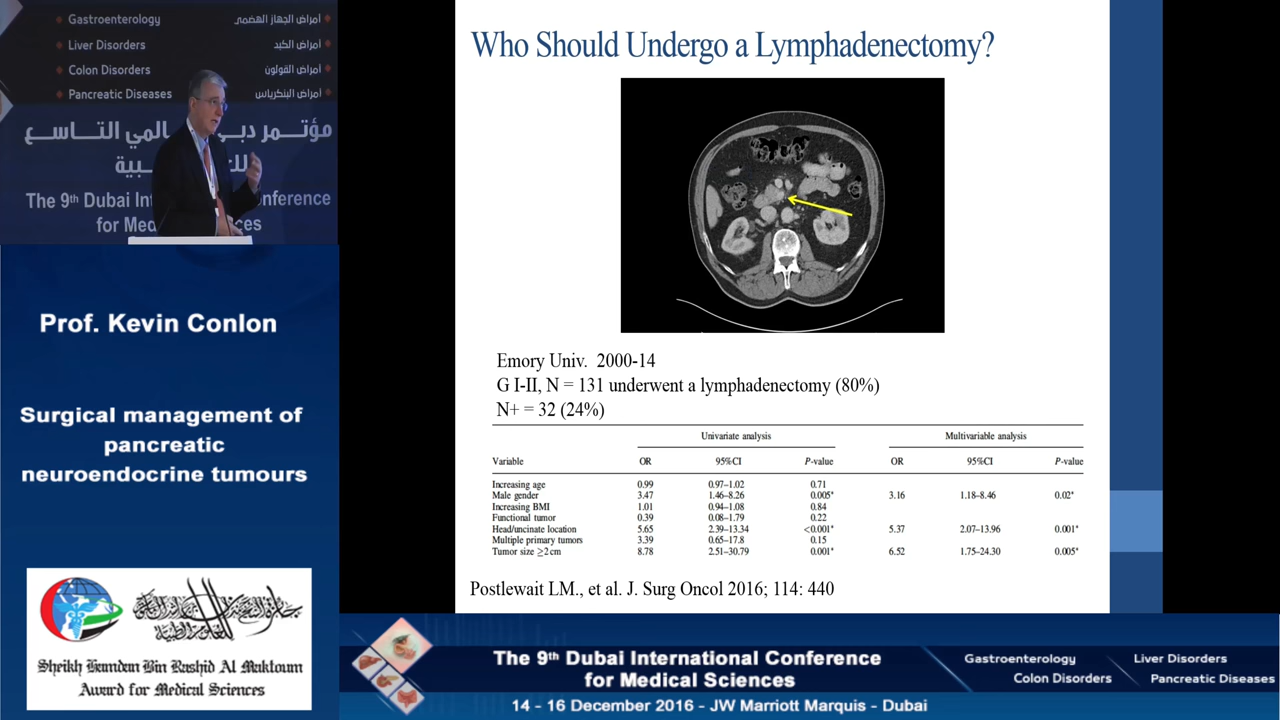 Gastroenterology أمراض الجهاز الهضمي
Liver Disorders أمراض الكبد
Colon Disorders أمراض القولون
Pancreatic Diseases أمراض البنكرياس
The 9th Dubai Int
nference
for Med
ces
Prof. Kevin Conlon
Surgical management of
pancreatic
neuroendocrine tumours
Sheikh Hamdan Bin Rashid Al Maktoum
Award for Medical Sciences
Who Should Undergo a Lymphadenectomy?
Emory Univ. 2000-14
G I-II, N = 131 underwent a lymphadenectomy (80%)
N+ = 32 (24%)
Univariate analysis Multivariable analysis
Variable OR 95%CI P-value OR 95%CI P-value
Increasing age 0.99 0.97–1.02 0.71
Male gender 3.47 1.46–8.26 0.005* 3.16 1.18–8.46 0.02*
Increasing BMI 1.01 0.94–1.08 0.84
Functional tumor 0.39 0.08–1.79 0.22
Head/uncinate location 5.65 2.39–13.34 <0.001* 5.37 2.07–13.96 0.001*
Multiple primary tumors 3.39 0.65–17.8 0.15
Tumor size ≥2 cm 8.78 2.51–30.79 0.001* 6.52 1.75–24.30 0.005*
Postlewait LM., et al. J. Surg Oncol 2016; 114: 440
The 9th Dubai International Conference
for Medical Sciences
14 - 16 December 2016 - JW Marriott Marquis - Dubai
Gastroenterology Liver Disorders
Colon Disorders Pancreatic Diseases